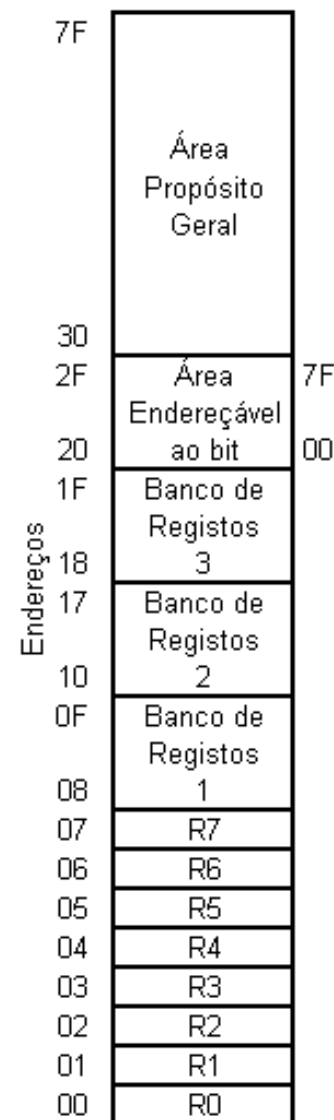 7F
Área
Propósito
Geral
30
2F Área 7F
Endereçável
20 ao bit 00
1F Banco de
Registos
18 3
17 Banco de
Registos
10 2
0F Banco de
Registos
08 1
07 R7
06 R6
05 R5
04 R4
03 R3
02 R2
01 R1
00 R0
Endereços